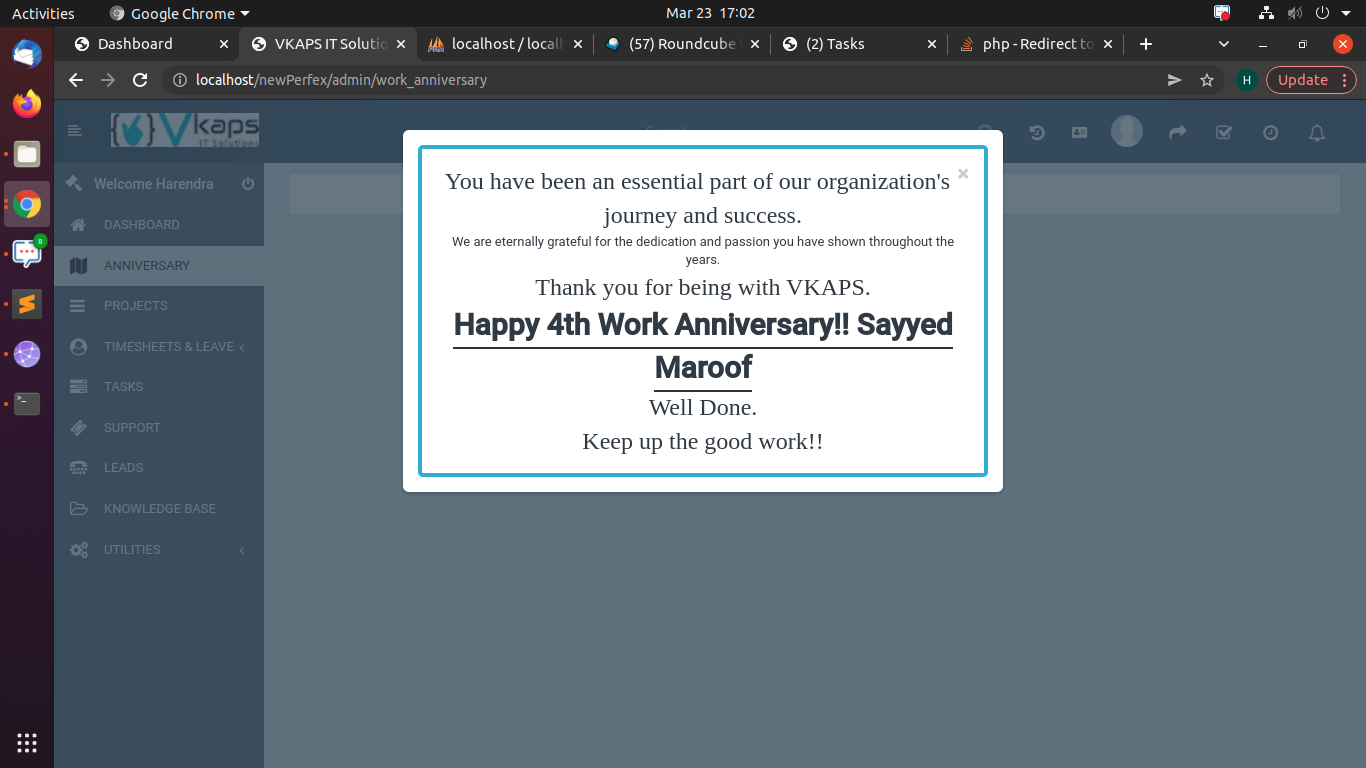 Activities
Google Chrome
Mar 23 17:02
Dashboard
VKAPS IT Solutio
localhost / localh
(57) Roundcube
(2) Tasks
php - Redirect to
localhost/newPerfex/admin/work_anniversary
H
Update
{ } Vkaps
IT Solutions
Welcome Harendra
DASHBOARD
ANNIVERSARY
PROJECTS
TIMESHEETS & LEAVE
TASKS
SUPPORT
LEADS
KNOWLEDGE BASE
UTILITIES
8
You have been an essential part of our organization's
journey and success.
We are eternally grateful for the dedication and passion you have shown throughout the
years.
Thank you for being with VKAPS.
Happy 4th Work Anniversary!! Sayyed
Maroof
Well Done.
Keep up the good work!!